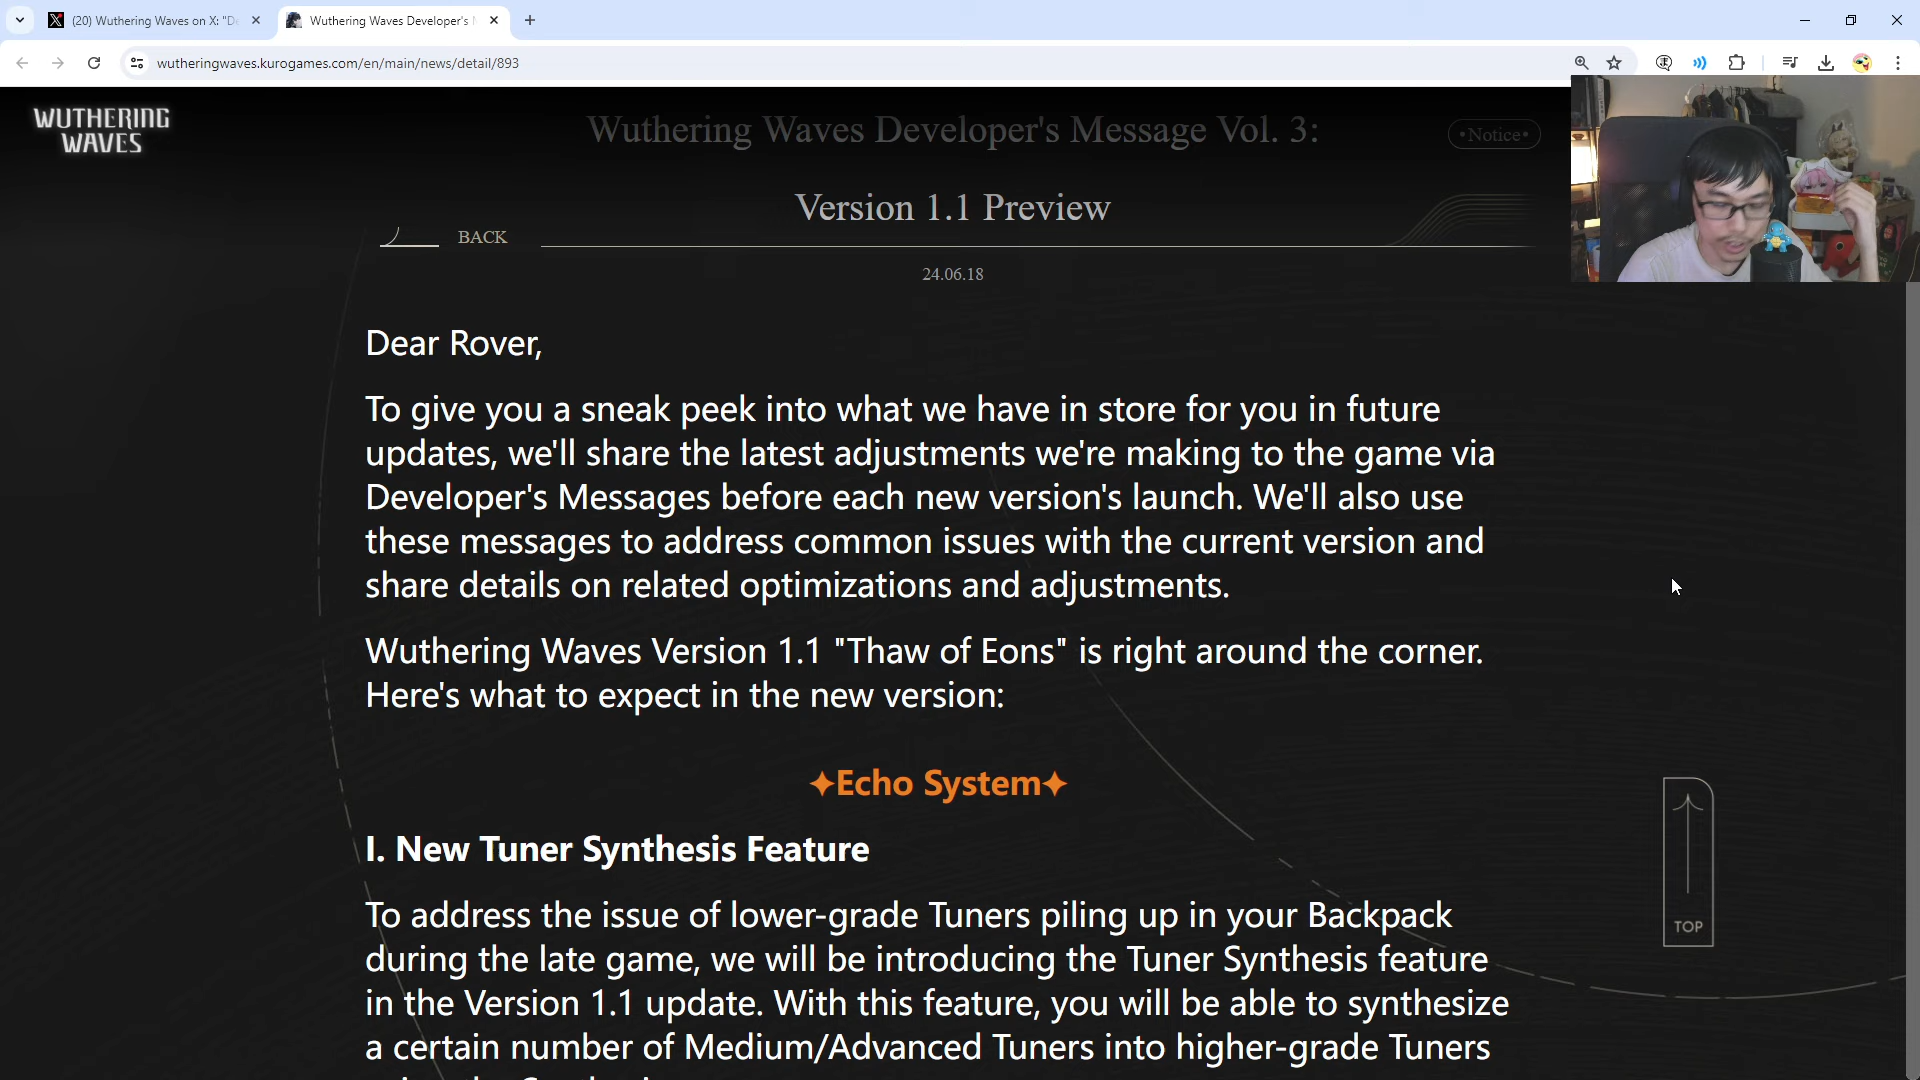 (20) Wuthering Waves on X: "D
Wuthering Waves Developer's
wutheringwaves.kurogames.com/en/main/news/detail/893
WUTHERING
WAVES
Wuthering Waves Developer's Message Vol. 3:
•Notice•
Version 1.1 Preview
BACK
24.06.18
Dear Rover,
To give you a sneak peek into what we have in store for you in future
updates, we'll share the latest adjustments we're making to the game via
Developer's Messages before each new version's launch. We'll also use
these messages to address common issues with the current version and
share details on related optimizations and adjustments.
Wuthering Waves Version 1.1 "Thaw of Eons" is right around the corner.
Here's what to expect in the new version:
✦Echo System✦
I. New Tuner Synthesis Feature
To address the issue of lower-grade Tuners piling up in your Backpack
during the late game, we will be introducing the Tuner Synthesis feature
in the Version 1.1 update. With this feature, you will be able to synthesize
a certain number of Medium/Advanced Tuners into higher-grade Tuners
TOP